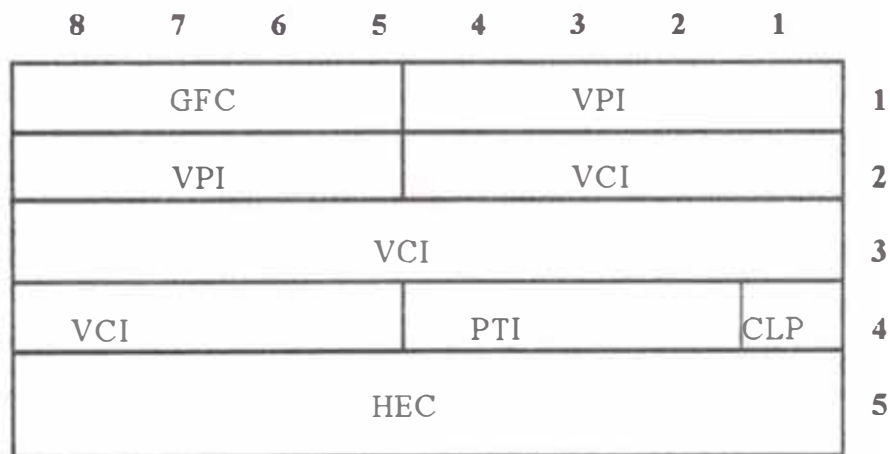 8 7 6 5 4 3 2 1
GFC VPI 1
VPI VCI 2
VCI 3
VCI PTI CLP 4
HEC 5